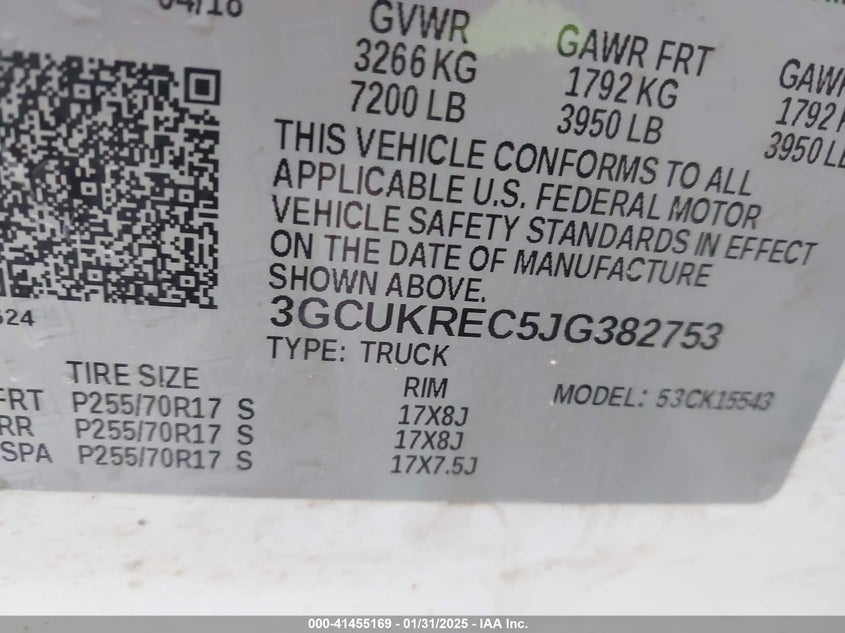 04/18
GVWR
3266 KG
7200 LB
GAWR FRT
1792 KG
3950 LB
GAWR
1792 K
3950 LB
THIS VEHICLE CONFORMS TO ALL
APPLICABLE U.S. FEDERAL MOTOR
VEHICLE SAFETY STANDARDS IN EFFECT
ON THE DATE OF MANUFACTURE
SHOWN ABOVE.
3GCUKREC5JG382753
TYPE: TRUCK
MODEL: 53CK15543
TIRE SIZE RIM
FRT P255/70R17 S 17X8J
RR P255/70R17 S 17X8J
SPA P255/70R17 S 17X7.5J
000-41455169 - 01/31/2025 - IAA Inc.